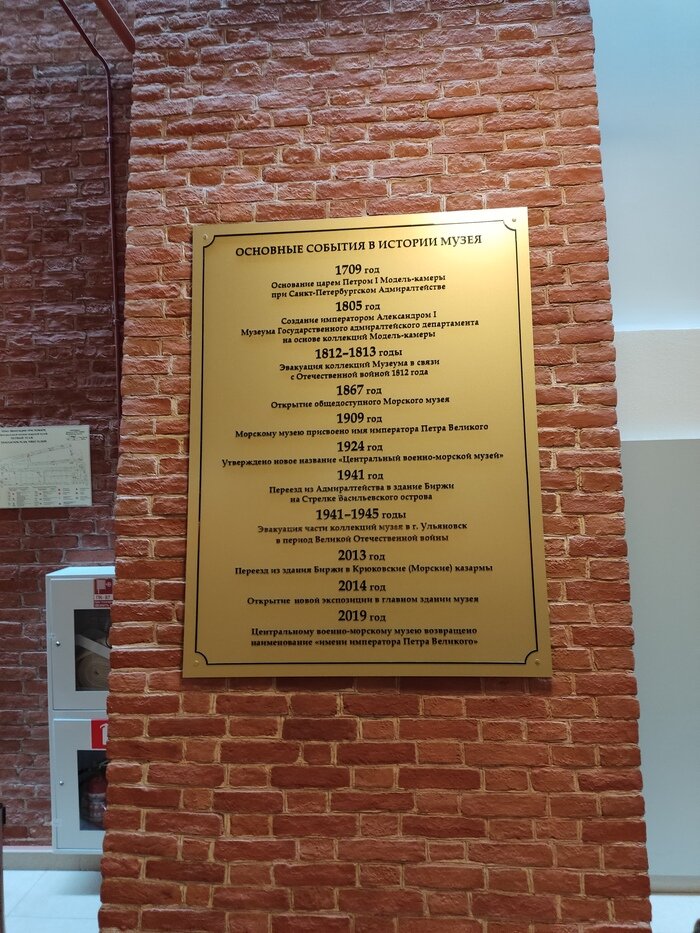 ОСНОВНЫЕ СОБЫТИЯ В ИСТОРИИ МУЗЕЯ
1709 год
Основание царем Петром I Модель-камеры
при Санкт-Петербургском Адмиралтействе
1805 год
Создание императором Александром I
Музеума Государственного адмиралтейского департамента
на основе коллекций Модель-камеры
1812–1813 годы
Эвакуация коллекций Музеума в связи
с Отечественной войной 1812 года
1867 год
Открытие общедоступного Морского музея
1909 год
Морскому музею присвоено имя императора Петра Великого
1924 год
Утверждено новое название «Центральный военно-морской музей»
1941 год
Переезд из Адмиралтейства в здание Биржи
на Стрелке Васильевского острова
1941–1945 годы
Эвакуация части коллекций музея в г. Ульяновск
в период Великой Отечественной войны
2013 год
Переезд из здания Биржи в Крюковские (Морские) казармы
2014 год
Открытие новой экспозиции в главном здании музея
2019 год
Центральному военно-морскому музею возвращено
наименование «имени императора Петра Великого»